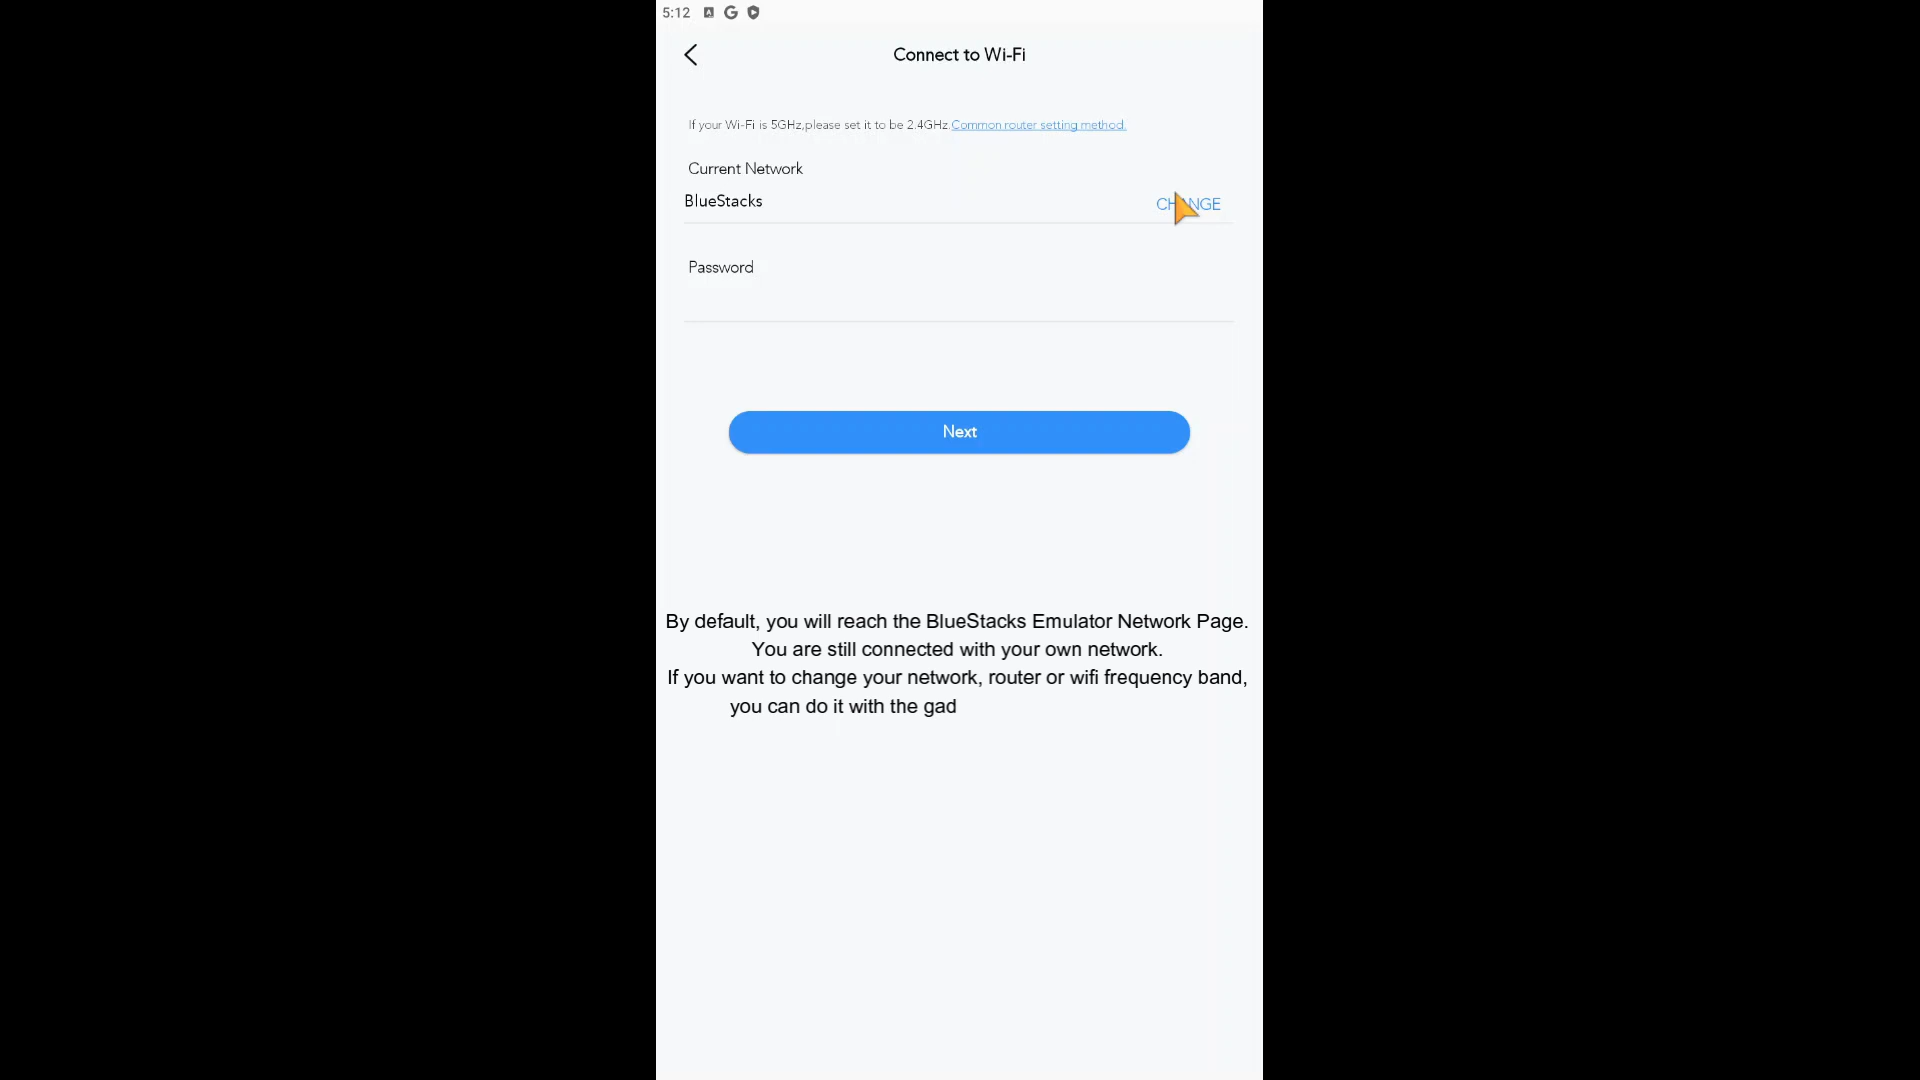 5:12
Connect to Wi-Fi
If your Wi-Fi is 5GHz,please set it to be 2.4GHz.Common router setting method.
Current Network
BlueStacks
CHANGE
Password
Next
By default, you will reach the BlueStacks Emulator Network Page.
You are still connected with your own network.
If you want to change your network, router or wifi frequency band,
you can do it with the gad